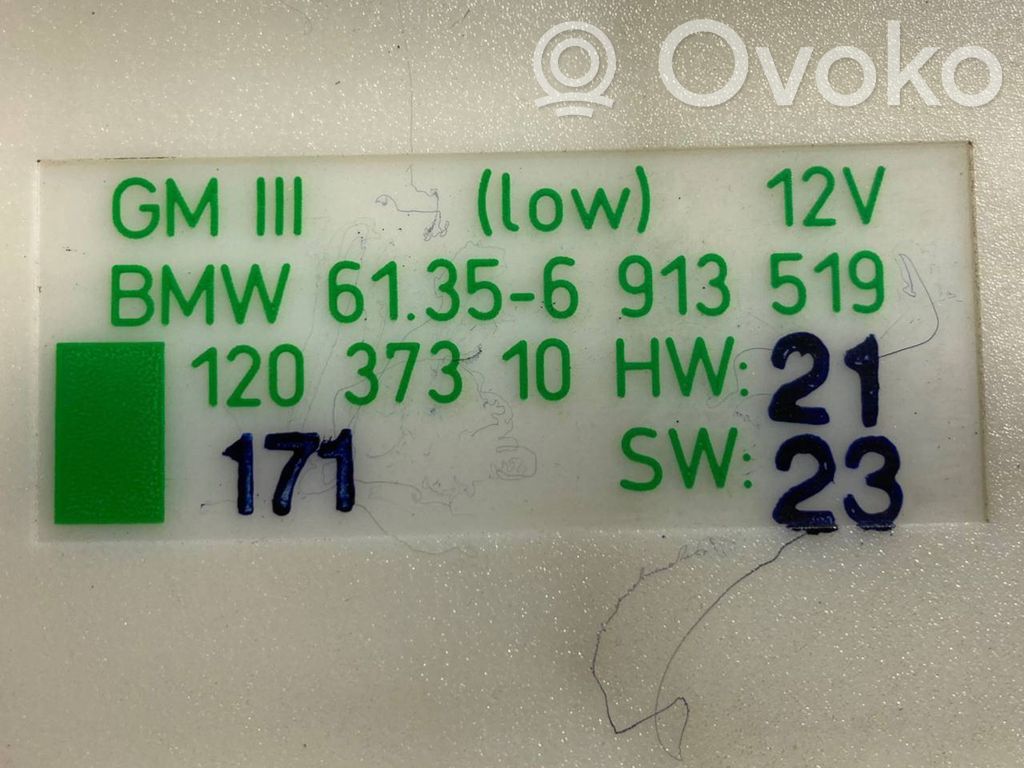 Ovoko
GM III (low) 12V
BMW 61.35-6 913 519
120 373 10 HW: 21
171 SW: 23